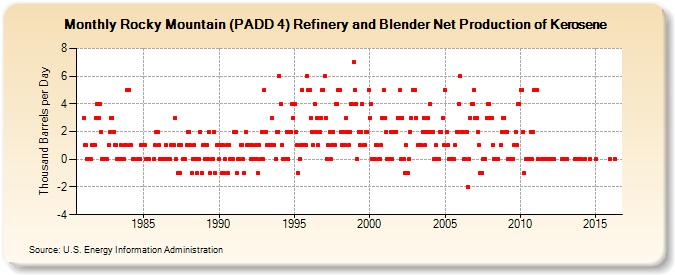 Monthly Rocky Mountain (PADD 4) Refinery and Blender Net Production of Kerosene
Thousand Barrels per Day
8
6
4
2
0
-2
-4
1985 1990 1995 2000 2005 2010 2015
Source: U.S. Energy Information Administration